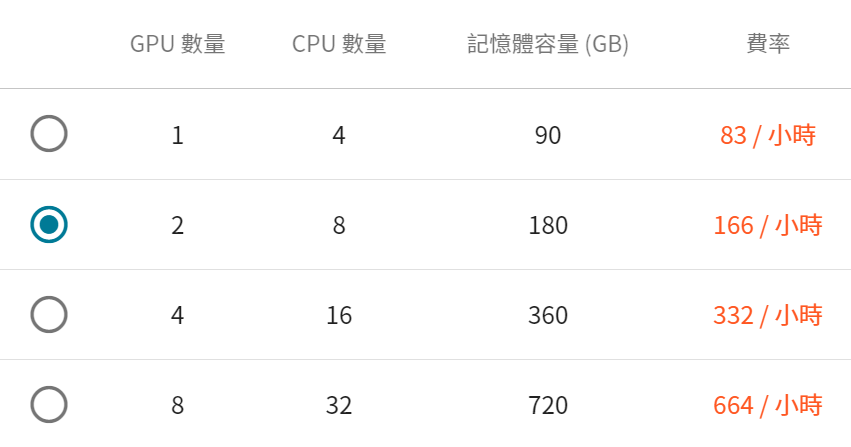 GPU 數量 CPU 數量 記憶體容量 (GB) 費率
1 4 90 83 / 小時
2 8 180 166 / 小時
4 16 360 332 / 小時
8 32 720 664 / 小時